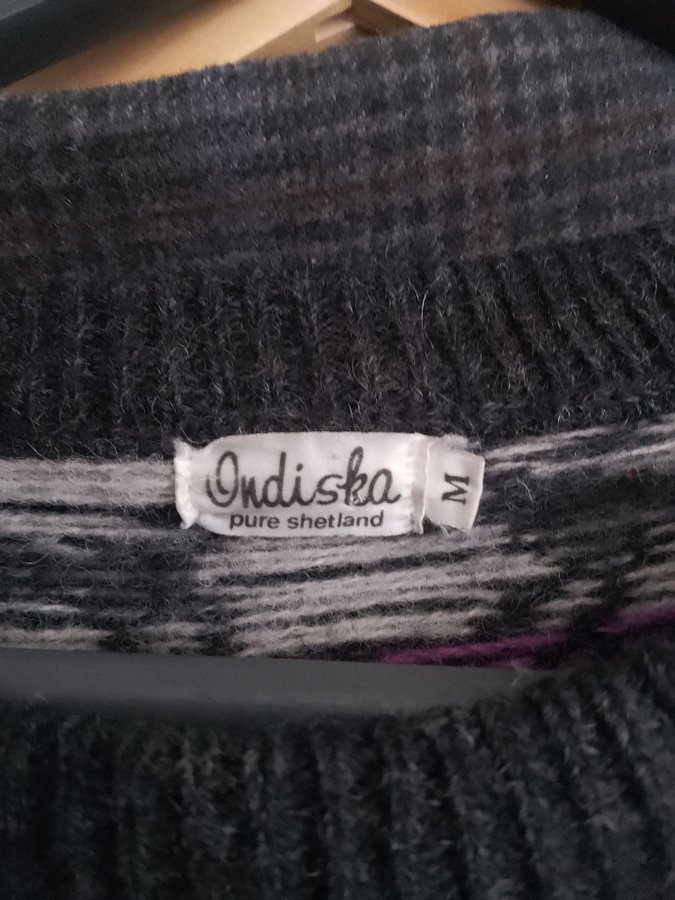 Indiska
pure shetland
M